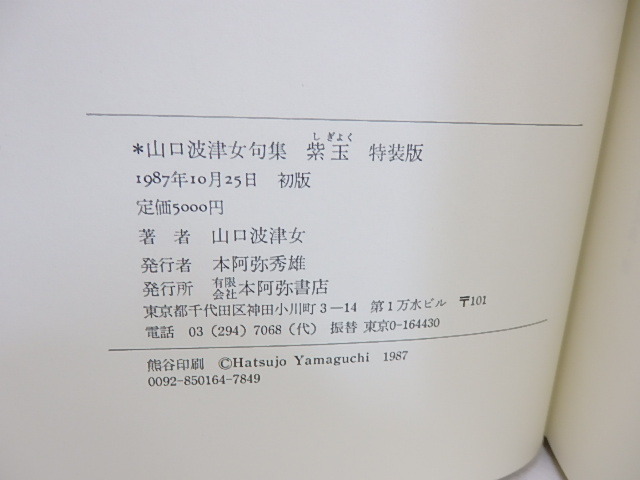 *山口波津女句集 紫玉 特装版
しぎよく
1987年10月25日 初版
定価5000円
著者 山口波津女
発行者 本阿弥秀雄
発行所 有限会社本阿弥書店
東京都千代田区神田小川町3-14 第1万水ビル 〒101
電話 03 (294) 7068 (代) 振替 東京0-164430
熊谷印刷 ©Hatsujo Yamaguchi 1987
0092-850164-7849